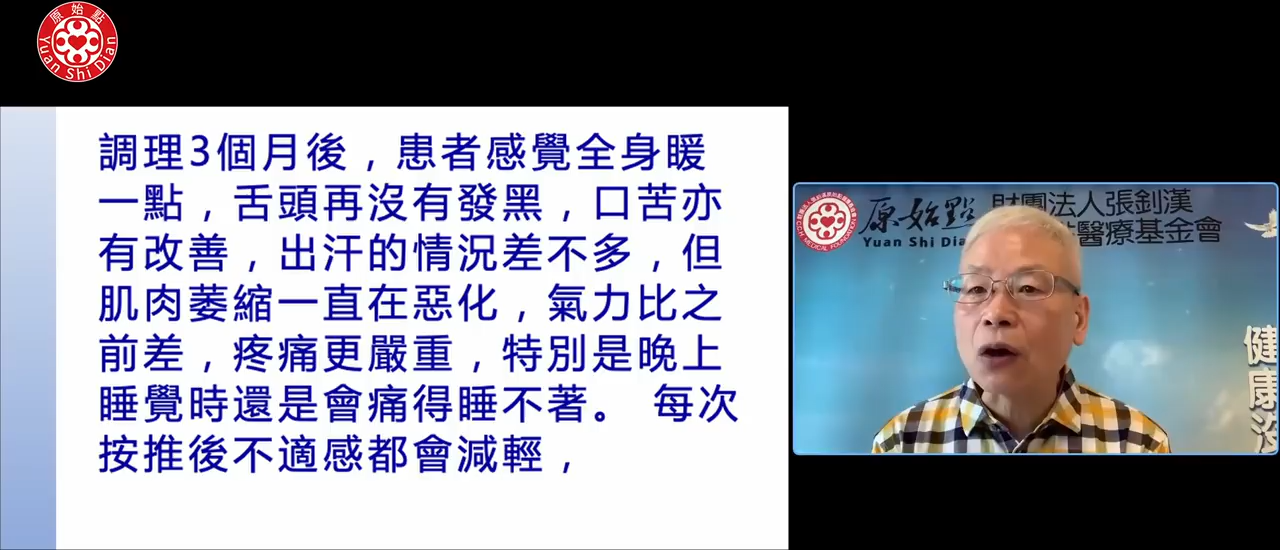 原始點
Yuan Shi Dian
調理3個月後，患者感覺全身暖
一點，舌頭再沒有發黑，口苦亦
有改善，出汗的情況差不多，但
肌肉萎縮一直在惡化，氣力比之
前差，疼痛更嚴重，特別是晚上
睡覺時還是會痛得睡不著。 每次
按推後不適感都會減輕，
原始點
Yuan Shi Dia
財團法人張釗漢
醫療基金會
健康